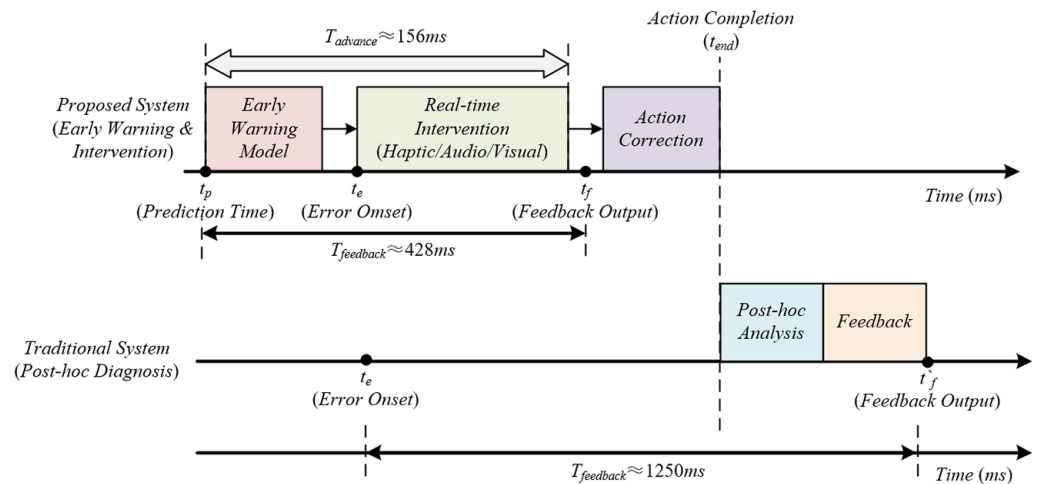 Action Completion
(t_end)
T_advance≈156ms
Proposed System
(Early Warning &
Intervention)
Early
Warning
Model
Real-time
Intervention
(Haptic/Audio/Visual)
Action
Correction
t_p
(Prediction Time)
t_e
(Error Omset)
t_f
(Feedback Output)
Time (ms)
T_feedback≈428ms
Post-hoc
Analysis
Feedback
Traditional System
(Post-hoc Diagnosis)
t_e
(Error Onset)
t`_f
(Feedback Output)
T_feedback≈1250ms
Time (ms)